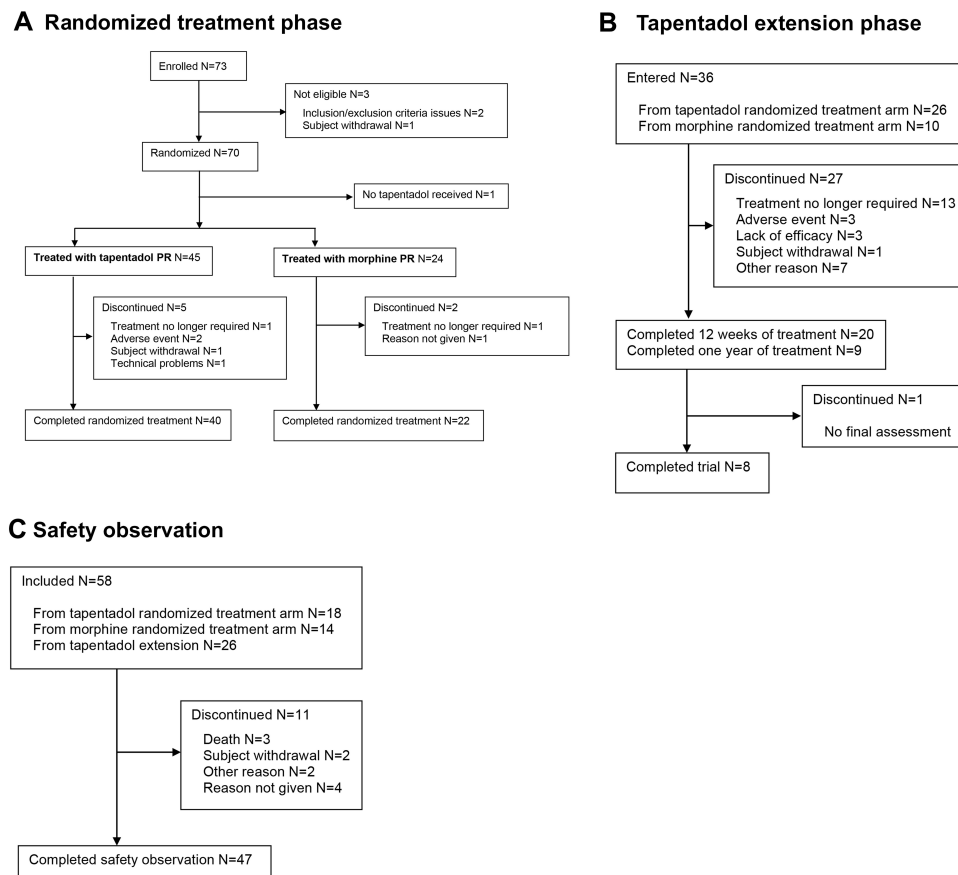 A Randomized treatment phase
Enrolled N=73
Not eligible N=3
Inclusion/exclusion criteria issues N=2
Subject withdrawal N=1
Randomized N=70
No tapentadol received N=1
Treated with tapentadol PR N=45
Treated with morphine PR N=24
Discontinued N=5
Treatment no longer required N=1
Adverse event N=2
Subject withdrawal N=1
Technical problems N=1
Discontinued N=2
Treatment no longer required N=1
Reason not given N=1
Completed randomized treatment N=40
Completed randomized treatment N=22
B Tapentadol extension phase
Entered N=36
From tapentadol randomized treatment arm N=26
From morphine randomized treatment arm N=10
Discontinued N=27
Treatment no longer required N=13
Adverse event N=3
Lack of efficacy N=3
Subject withdrawal N=1
Other reason N=7
Completed 12 weeks of treatment N=20
Completed one year of treatment N=9
Discontinued N=1
No final assessment
Completed trial N=8
C Safety observation
Included N=58
From tapentadol randomized treatment arm N=18
From morphine randomized treatment arm N=14
From tapentadol extension N=26
Discontinued N=11
Death N=3
Subject withdrawal N=2
Other reason N=2
Reason not given N=4
Completed safety observation N=47